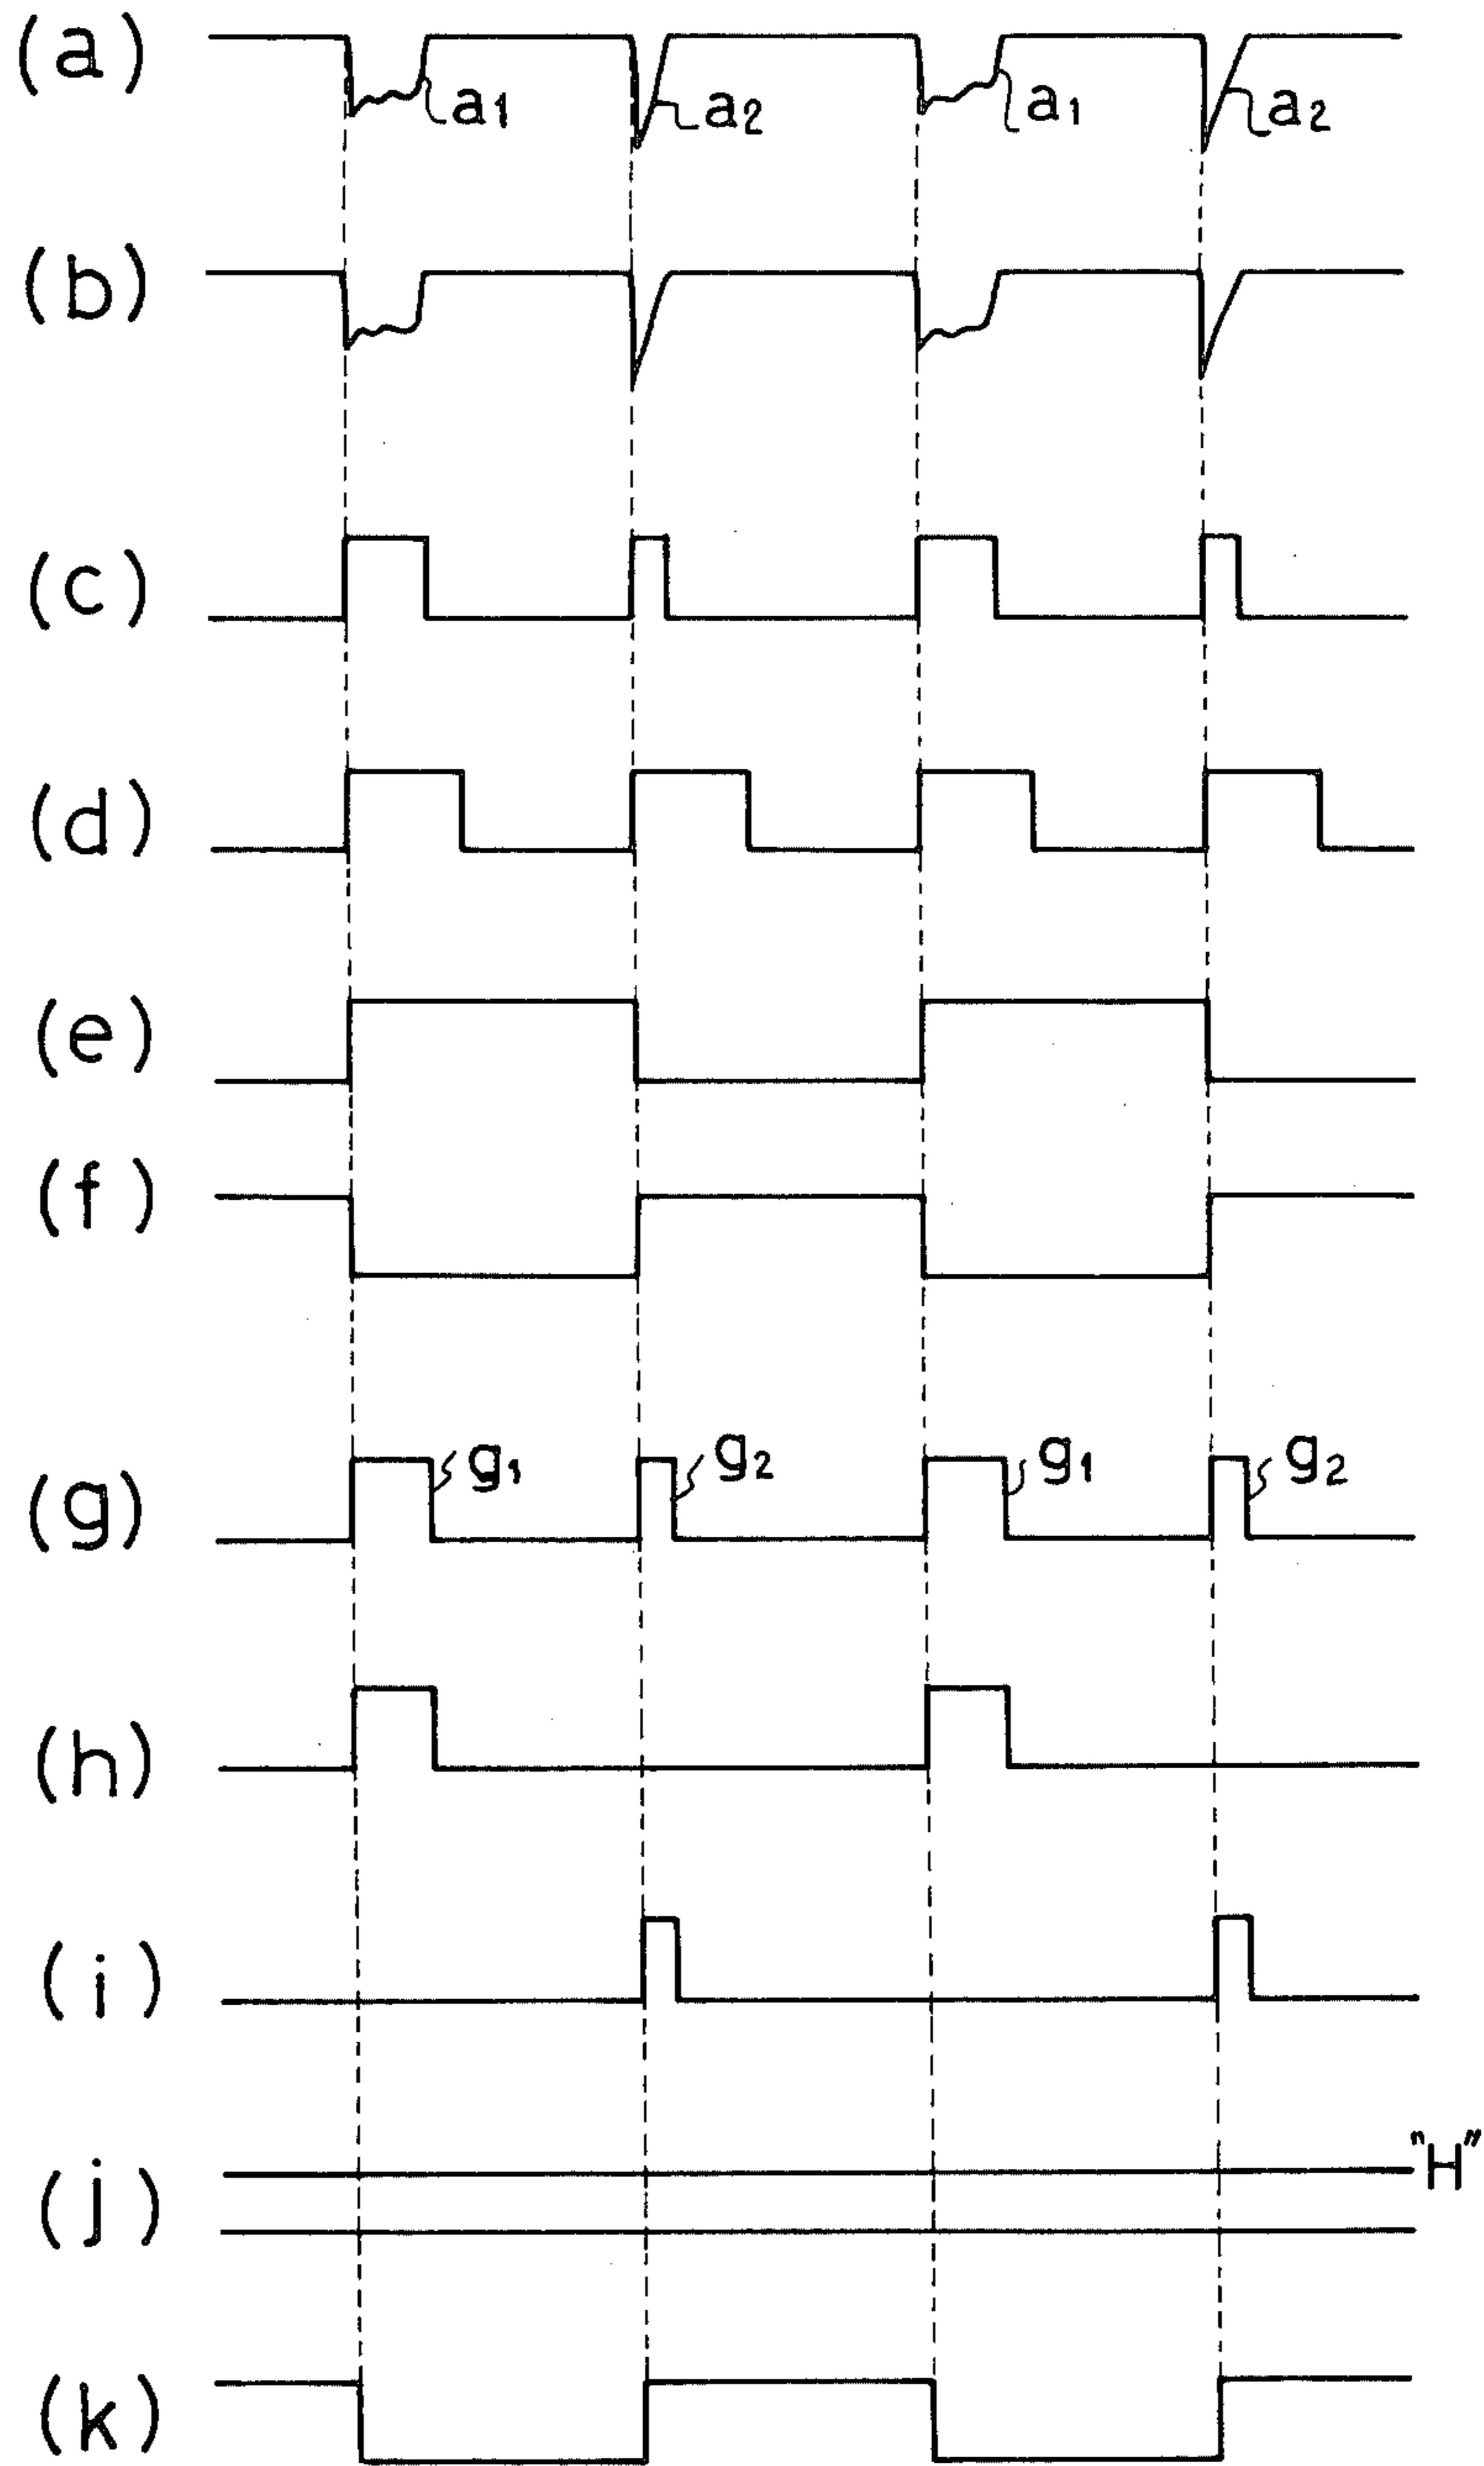 (a) a1 a2 a1 a2
(b)
(c)
(d)
(e)
(f)
(g) g1 g2 g1 g2
(h)
(i)
(j) "H"
(k)